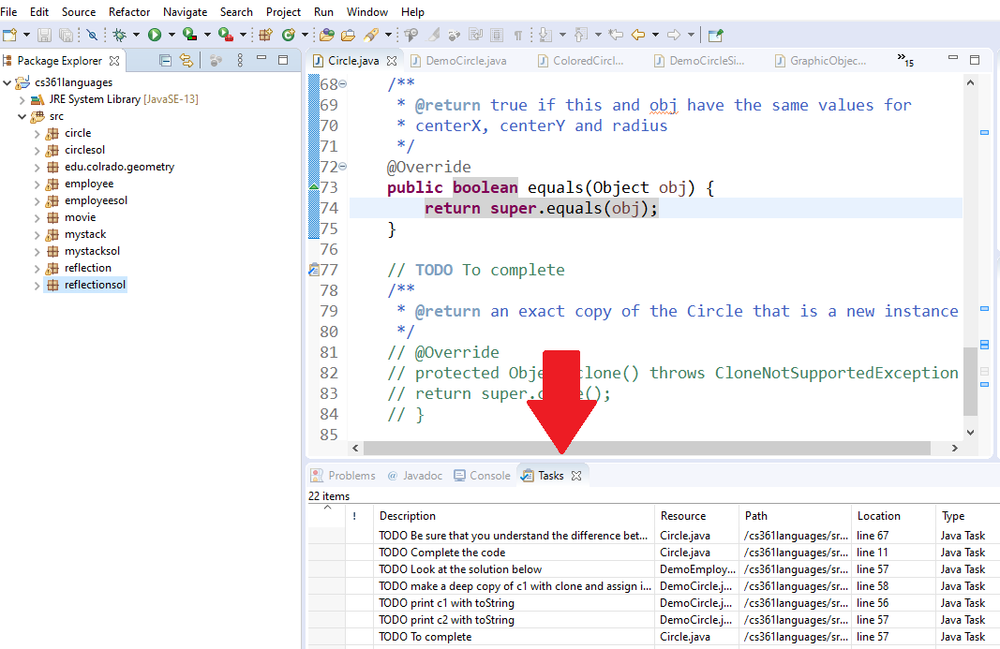 File Edit Source Refactor Navigate Search Project Run Window Help
Package Explorer
Circle.java DemoCircle.java ColoredCircl... DemoCircleSi... GraphicObjec... »15
cs361languages
JRE System Library [JavaSE-13]
src
circle
circlesol
edu.colrado.geometry
employee
employeesol
movie
mystack
mystacksol
reflection
reflectionsol
68 /**
69 * @return true if this and obj have the same values for
70 * centerX, centerY and radius
71 */
72 @Override
73 public boolean equals(Object obj) {
74 return super.equals(obj);
75 }
76
77 // TODO To complete
78 /**
79 * @return an exact copy of the Circle that is a new instance
80 */
81 // @Override
82 // protected clone() throws CloneNotSupportedException
83 // return
84 // }
85
Problems Javadoc Console Tasks
22 items
! Description Resource Path Location Type
TODO Be sure that you understand the difference bet... Circle.java /cs361languages/sr... line 67 Java Task
TODO Complete the code Circle.java /cs361languages/sr... line 11 Java Task
TODO Look at the solution below DemoEmploy... /cs361languages/sr... line 57 Java Task
TODO make a deep copy of c1 with clone and assign i... DemoCircle.j... /cs361languages/sr... line 58 Java Task
TODO print c1 with toString DemoCircle.j... /cs361languages/sr... line 56 Java Task
TODO print c2 with toString DemoCircle.j... /cs361languages/sr... line 57 Java Task
TODO To complete Circle.java /cs361languages/sr... line 57 Java Task